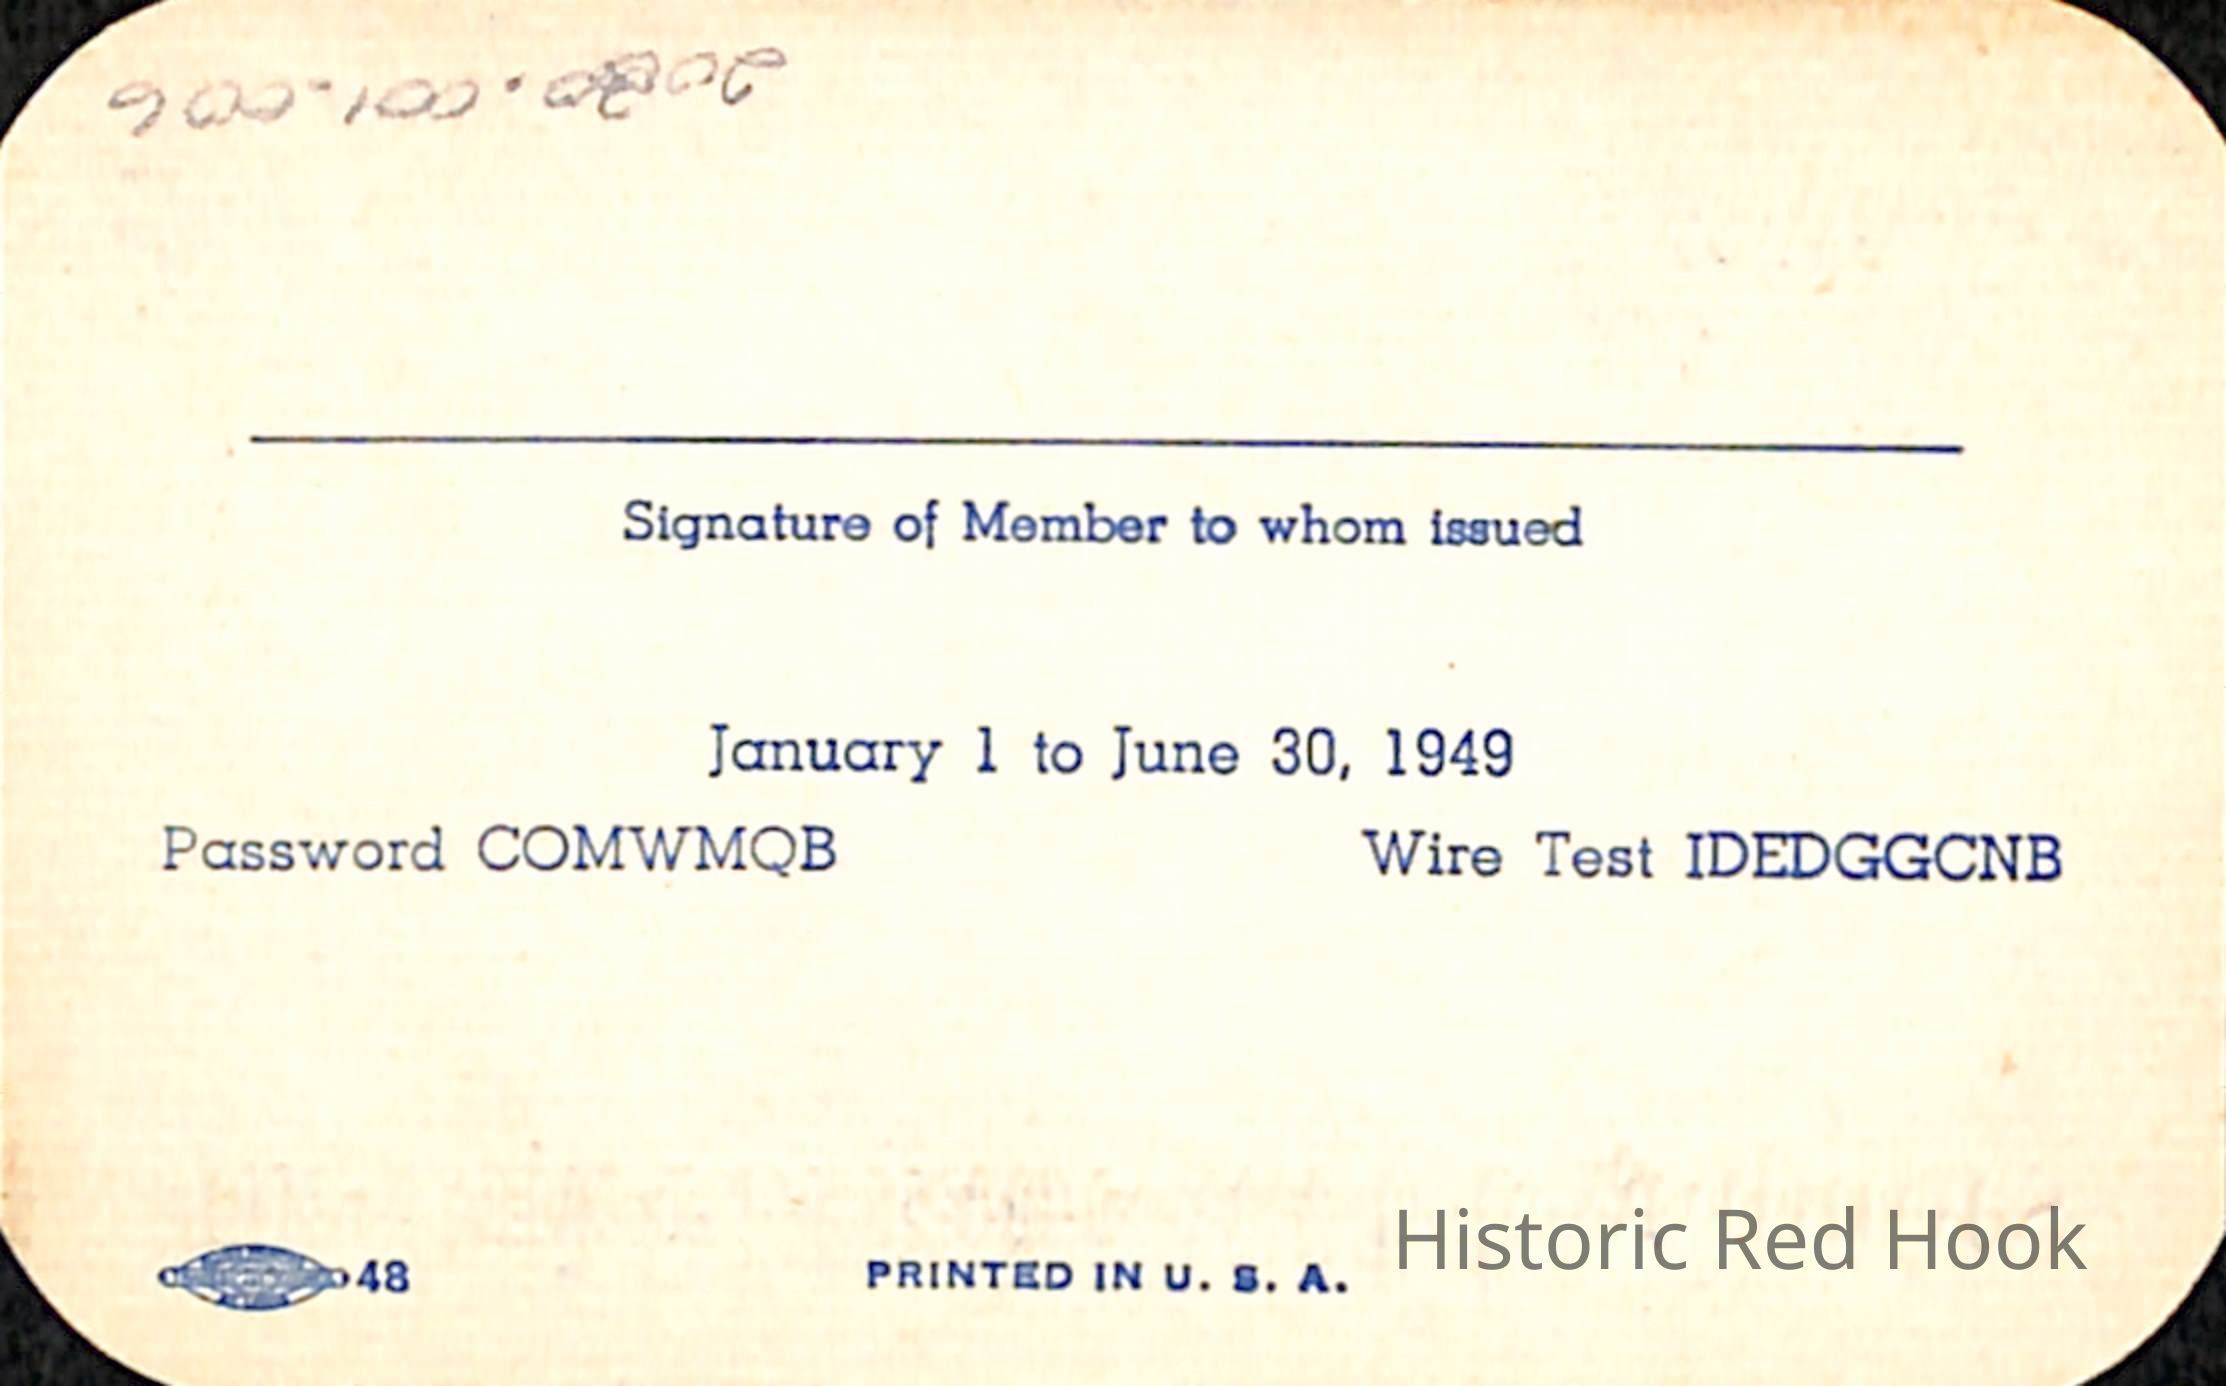 Signature of Member to whom issued
January 1 to June 30, 1949
Password COMWMQB
Wire Test IDEDGGCNB
48
PRINTED IN U. S. A.
Historic Red Hook